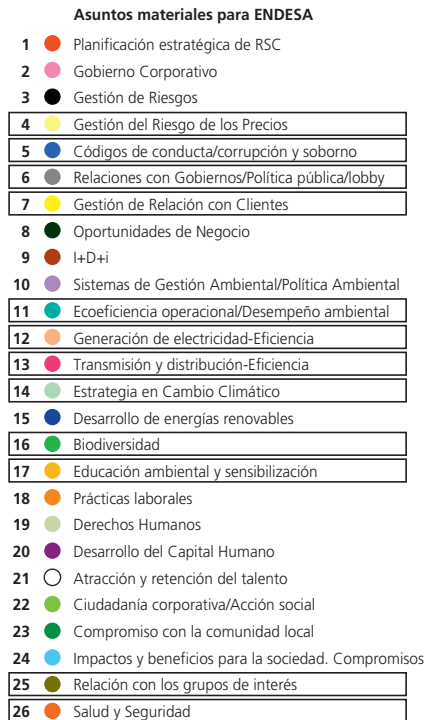 Asuntos materiales para ENDESA
1 Planificación estratégica de RSC
2 Gobierno Corporativo
3 Gestión de Riesgos
4 Gestión del Riesgo de los Precios
5 Códigos de conducta/corrupción y soborno
6 Relaciones con Gobiernos/Política pública/lobby
7 Gestión de Relación con Clientes
8 Oportunidades de Negocio
9 I+D+i
10 Sistemas de Gestión Ambiental/Política Ambiental
11 Ecoeficiencia operacional/Desempeño ambiental
12 Generación de electricidad-Eficiencia
13 Transmisión y distribución-Eficiencia
14 Estrategia en Cambio Climático
15 Desarrollo de energías renovables
16 Biodiversidad
17 Educación ambiental y sensibilización
18 Prácticas laborales
19 Derechos Humanos
20 Desarrollo del Capital Humano
21 Atracción y retención del talento
22 Ciudadanía corporativa/Acción social
23 Compromiso con la comunidad local
24 Impactos y beneficios para la sociedad. Compromisos
25 Relación con los grupos de interés
26 Salud y Seguridad